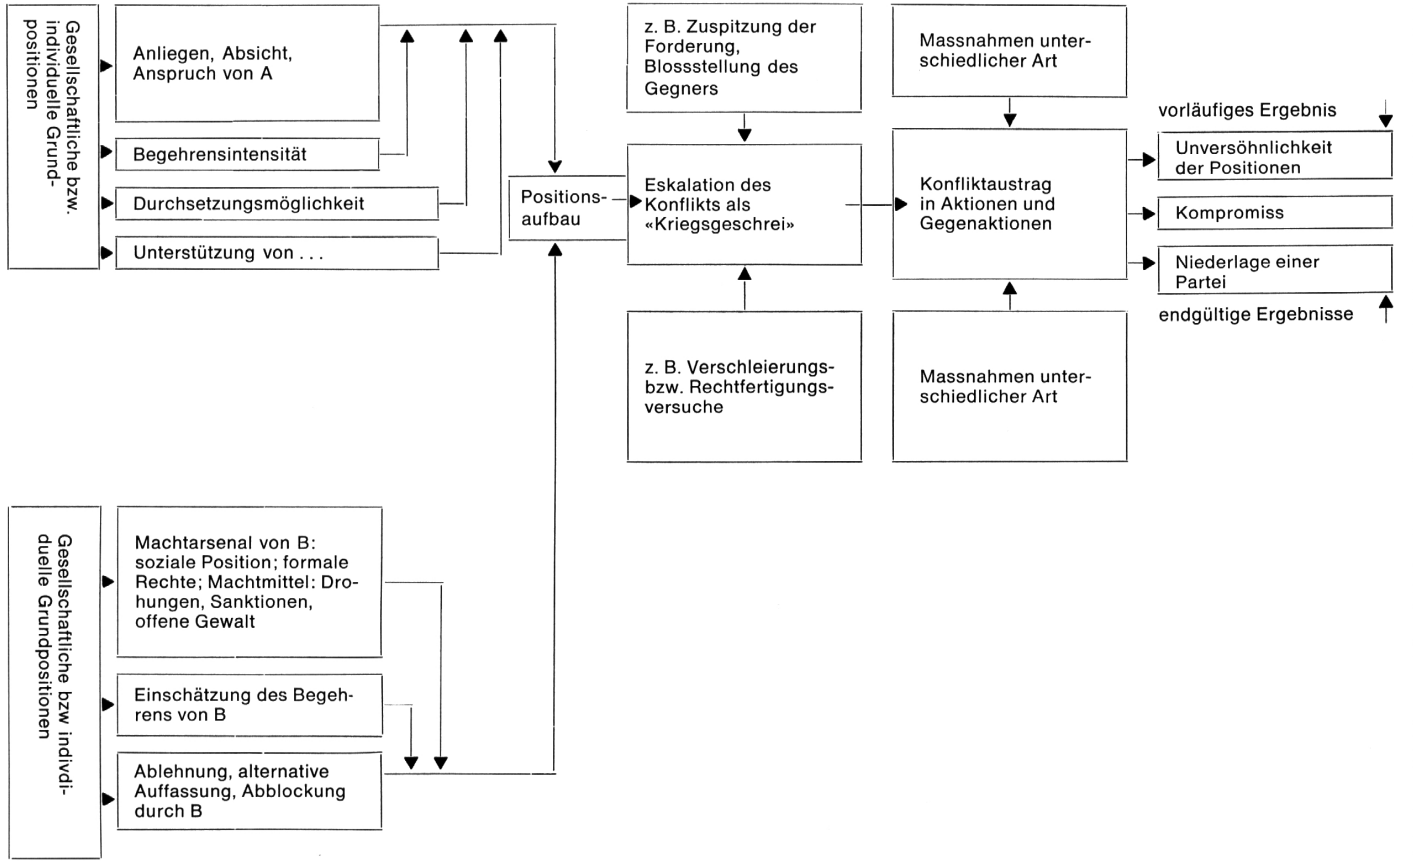 Gesellschaftliche bzw.
individuelle Grund-
positionen
Anliegen, Absicht,
Anspruch von A
Begehrensintensität
Durchsetzungsmöglichkeit
Unterstützung von . . .
Positions-
aufbau
z. B. Zuspitzung der
Forderung,
Blossstellung des
Gegners
Eskalation des
Konflikts als
«Kriegsgeschrei»
z. B. Verschleierungs-
bzw. Rechtfertigungs-
versuche
Massnahmen unter-
schiedlicher Art
Konfliktaustrag
in Aktionen und
Gegenaktionen
Massnahmen unter-
schiedlicher Art
vorläufiges Ergebnis
Unversöhnlichkeit
der Positionen
Kompromiss
Niederlage einer
Partei
endgültige Ergebnisse
Gesellschaftliche bzw indivdi-
duelle Grundpositionen
Machtarsenal von B:
soziale Position; formale
Rechte; Machtmittel: Dro-
hungen, Sanktionen,
offene Gewalt
Einschätzung des Begeh-
rens von B
Ablehnung, alternative
Auffassung, Abblockung
durch B